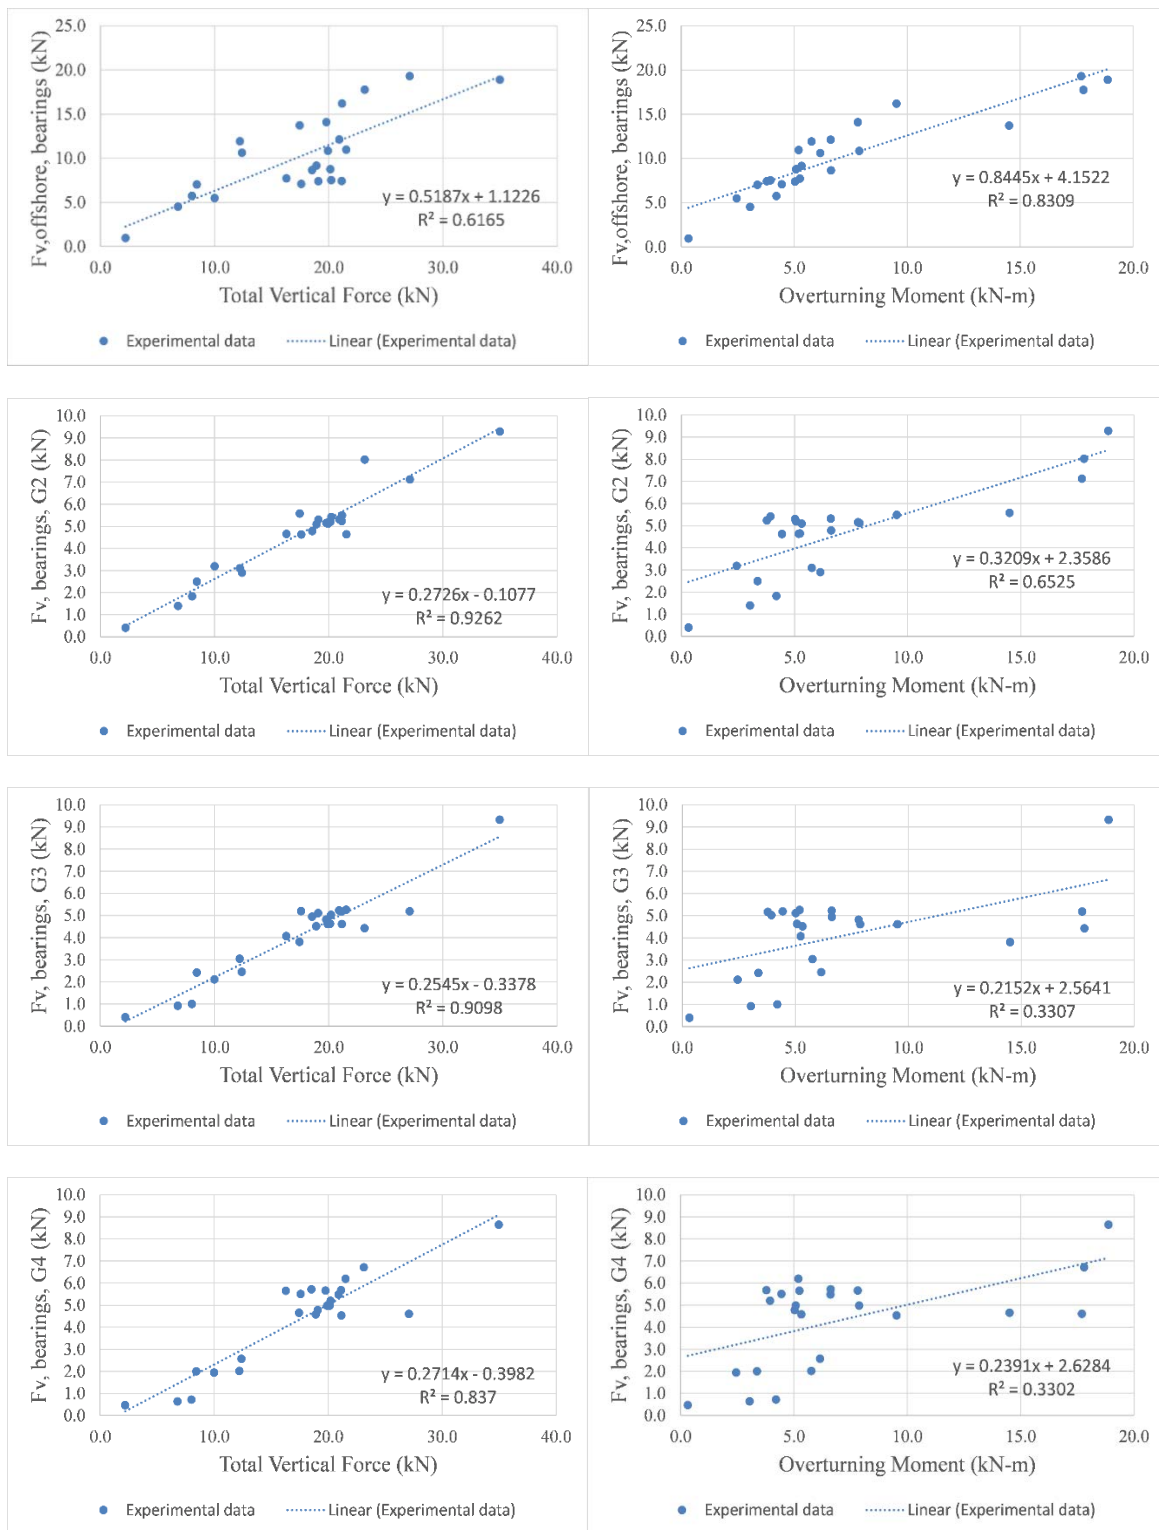 Fv,offshore, bearings (kN)
25.0
20.0
15.0
10.0
5.0
0.0
y = 0.5187x + 1.1226
R² = 0.6165
0.0 10.0 20.0 30.0 40.0
Total Vertical Force (kN)
Experimental data Linear (Experimental data)
Fv,offshore, bearings (kN)
25.0
20.0
15.0
10.0
5.0
0.0
y = 0.8445x + 4.1522
R² = 0.8309
0.0 5.0 10.0 15.0 20.0
Overturning Moment (kN-m)
Experimental data Linear (Experimental data)
Fv, bearings, G2 (kN)
10.0
9.0
8.0
7.0
6.0
5.0
4.0
3.0
2.0
1.0
0.0
y = 0.2726x - 0.1077
R² = 0.9262
0.0 10.0 20.0 30.0 40.0
Total Vertical Force (kN)
Experimental data Linear (Experimental data)
Fv, bearings, G2 (kN)
10.0
9.0
8.0
7.0
6.0
5.0
4.0
3.0
2.0
1.0
0.0
y = 0.3209x + 2.3586
R² = 0.6525
0.0 5.0 10.0 15.0 20.0
Overturning Moment (kN-m)
Experimental data Linear (Experimental data)
Fv, bearings, G3 (kN)
10.0
9.0
8.0
7.0
6.0
5.0
4.0
3.0
2.0
1.0
0.0
y = 0.2545x - 0.3378
R² = 0.9098
0.0 10.0 20.0 30.0 40.0
Total Vertical Force (kN)
Experimental data Linear (Experimental data)
Fv, bearings, G3 (kN)
10.0
9.0
8.0
7.0
6.0
5.0
4.0
3.0
2.0
1.0
0.0
y = 0.2152x + 2.5641
R² = 0.3307
0.0 5.0 10.0 15.0 20.0
Overturning Moment (kN-m)
Experimental data Linear (Experimental data)
Fv, bearings, G4 (kN)
10.0
9.0
8.0
7.0
6.0
5.0
4.0
3.0
2.0
1.0
0.0
y = 0.2714x - 0.3982
R² = 0.837
0.0 10.0 20.0 30.0 40.0
Total Vertical Force (kN)
Experimental data Linear (Experimental data)
Fv, bearings, G4 (kN)
10.0
9.0
8.0
7.0
6.0
5.0
4.0
3.0
2.0
1.0
0.0
y = 0.2391x + 2.6284
R² = 0.3302
0.0 5.0 10.0 15.0 20.0
Overturning Moment (kN-m)
Experimental data Linear (Experimental data)